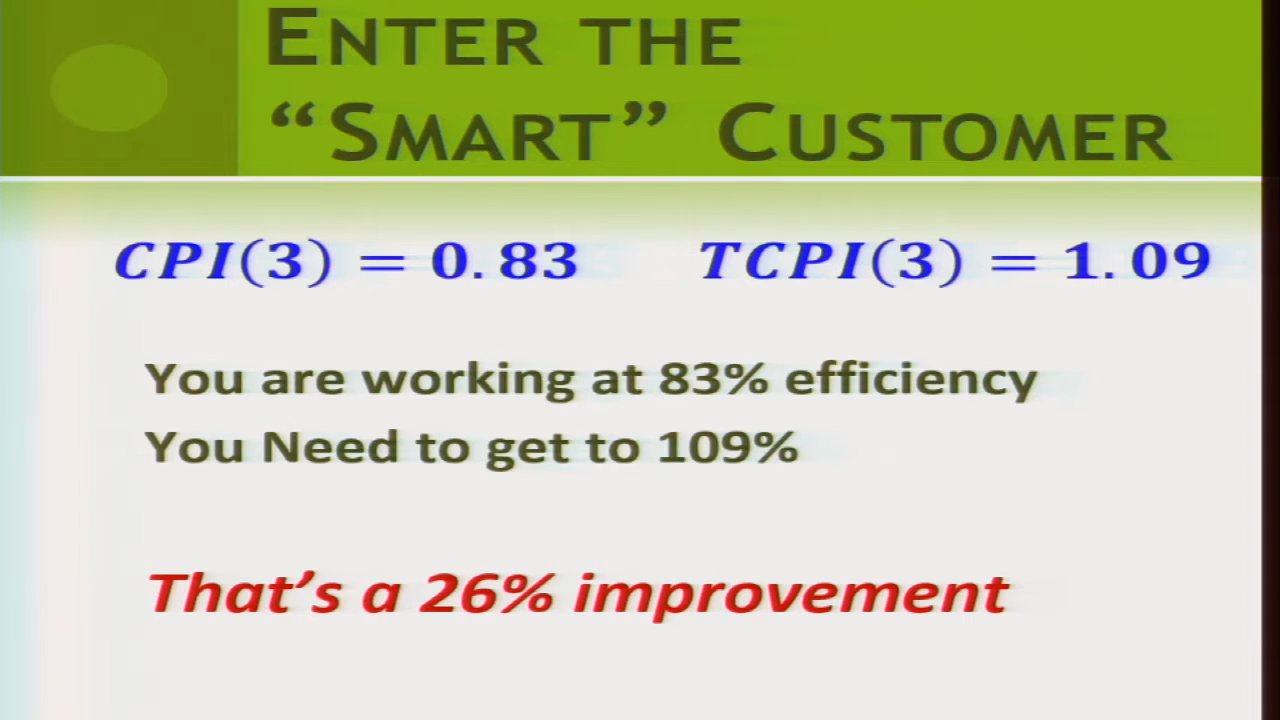 ENTER THE
“SMART” CUSTOMER
CPI(3) = 0.83 TCPI(3) = 1.09
You are working at 83% efficiency
You Need to get to 109%
That’s a 26% improvement